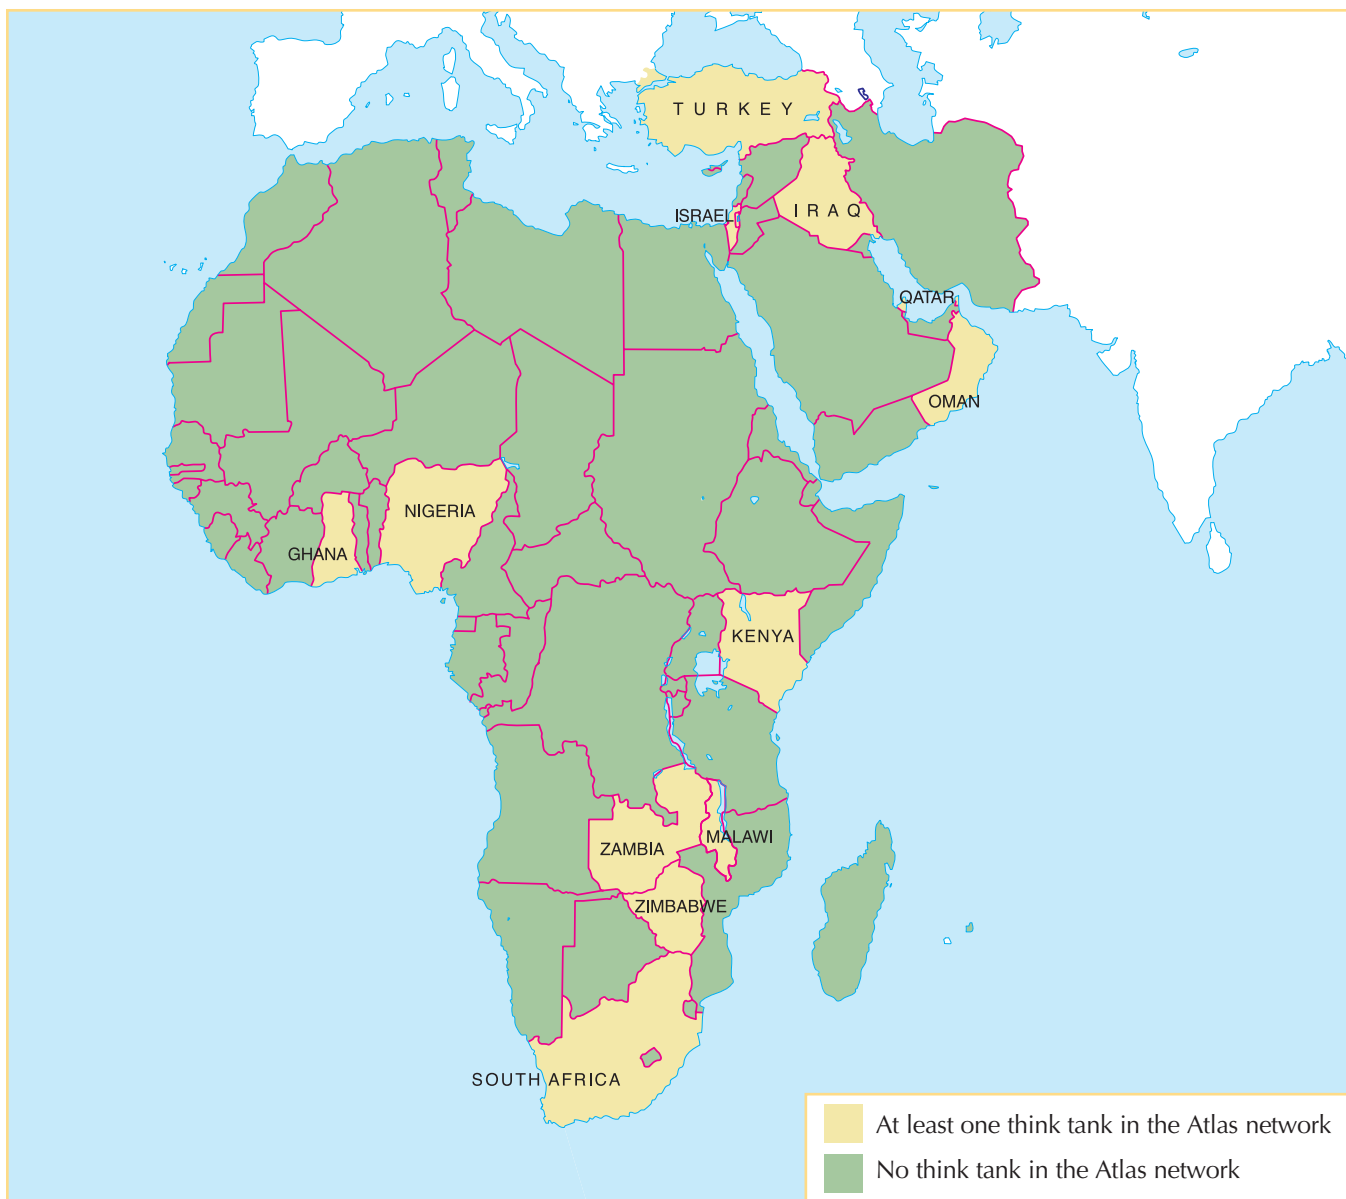 TURKEY
ISRAEL
IRAQ
QATAR
OMAN
NIGERIA
GHANA
KENYA
MALAWI
ZAMBIA
ZIMBABWE
SOUTH AFRICA
At least one think tank in the Atlas network
No think tank in the Atlas network